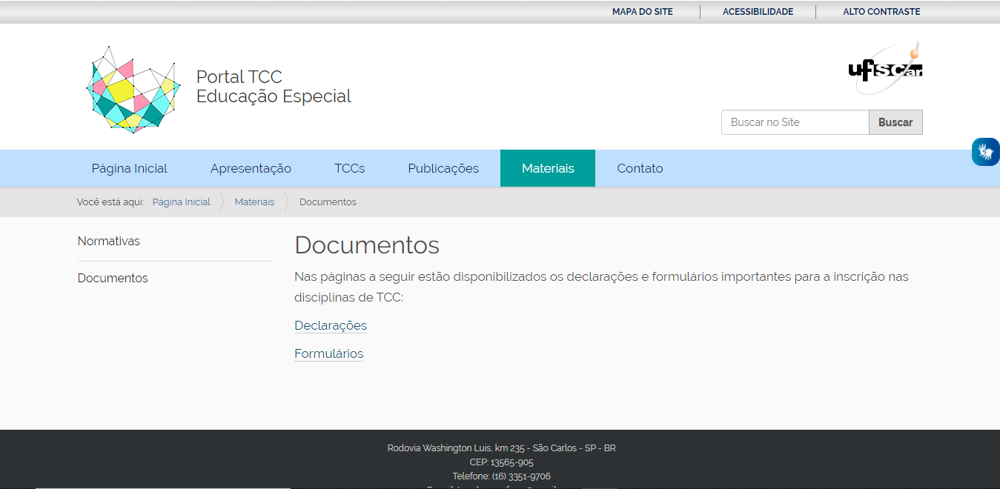 MAPA DO SITE
ACESSIBILIDADE
ALTO CONTRASTE
Portal TCC
Educação Especial
ufscar
Buscar no Site
Buscar
Página Inicial
Apresentação
TCCs
Publicações
Materiais
Contato
Você está aqui: Página Inicial Materiais Documentos
Normativas
Documentos
Documentos
Nas páginas a seguir estão disponibilizados os declarações e formulários importantes para a inscrição nas
disciplinas de TCC:
Declarações
Formulários
Rodovia Washington Luis, km 235 - São Carlos - SP - BR
CEP: 13565-905
Telefone: (16) 3351-9706